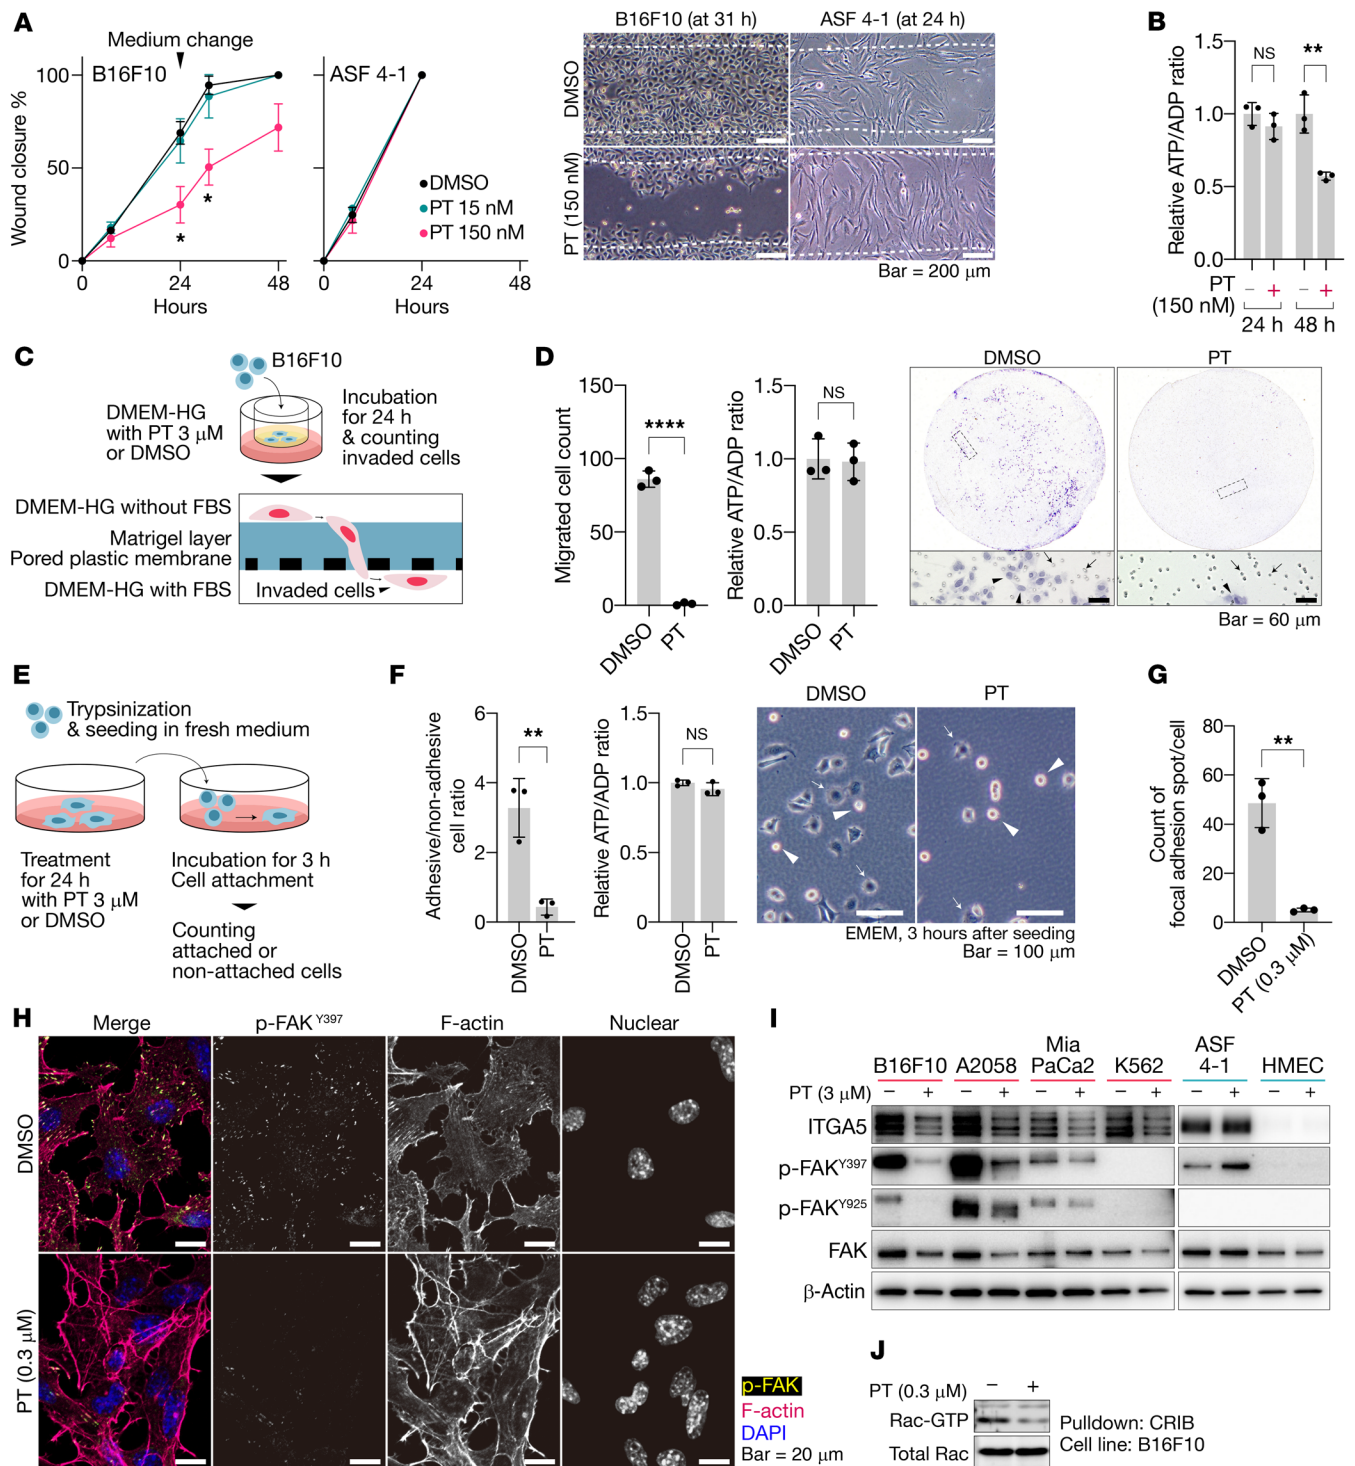 A
Medium change
B16F10
ASF 4-1
Wound closure %
100
50
0
0
24
48
Hours
0
24
48
Hours
DMSO
PT 15 nM
PT 150 nM
*
*
B16F10 (at 31 h)
ASF 4-1 (at 24 h)
DMSO
PT (150 nM)
Bar = 200 μm
B
Relative ATP/ADP ratio
1.5
1.0
0.5
0.0
NS
**
PT
(150 nM)
− + − +
24 h
48 h
C
B16F10
DMEM-HG
with PT 3 μM
or DMSO
Incubation
for 24 h
& counting
invaded cells
DMEM-HG without FBS
Matrigel layer
Pored plastic membrane
DMEM-HG with FBS
Invaded cells
D
Migrated cell count
150
100
50
0
****
DMSO
PT
Relative ATP/ADP ratio
1.5
1.0
0.5
0.0
NS
DMSO
PT
DMSO
PT
Bar = 60 μm
E
Trypsinization
& seeding in fresh medium
Treatment
for 24 h
with PT 3 μM
or DMSO
Incubation for 3 h
Cell attachment
Counting
attached or
non-attached cells
F
Adhesive/non-adhesive
cell ratio
6
4
2
0
**
DMSO
PT
Relative ATP/ADP ratio
1.5
1.0
0.5
0
NS
DMSO
PT
DMSO
PT
EMEM, 3 hours after seeding
Bar = 100 μm
G
Count of
focal adhesion spot/cell
80
60
40
20
0
**
DMSO
PT (0.3 μM)
H
Merge
p-FAK Y397
F-actin
Nuclear
DMSO
PT (0.3 μM)
p-FAK
F-actin
DAPI
Bar = 20 μm
I
B16F10
A2058
Mia
PaCa2
K562
ASF
4-1
HMEC
PT (3 μM)
− + − + − + − + − + − +
ITGA5
p-FAKY397
p-FAKY925
FAK
β-Actin
J
PT (0.3 μM)
− +
Rac-GTP
Total Rac
Pulldown: CRIB
Cell line: B16F10